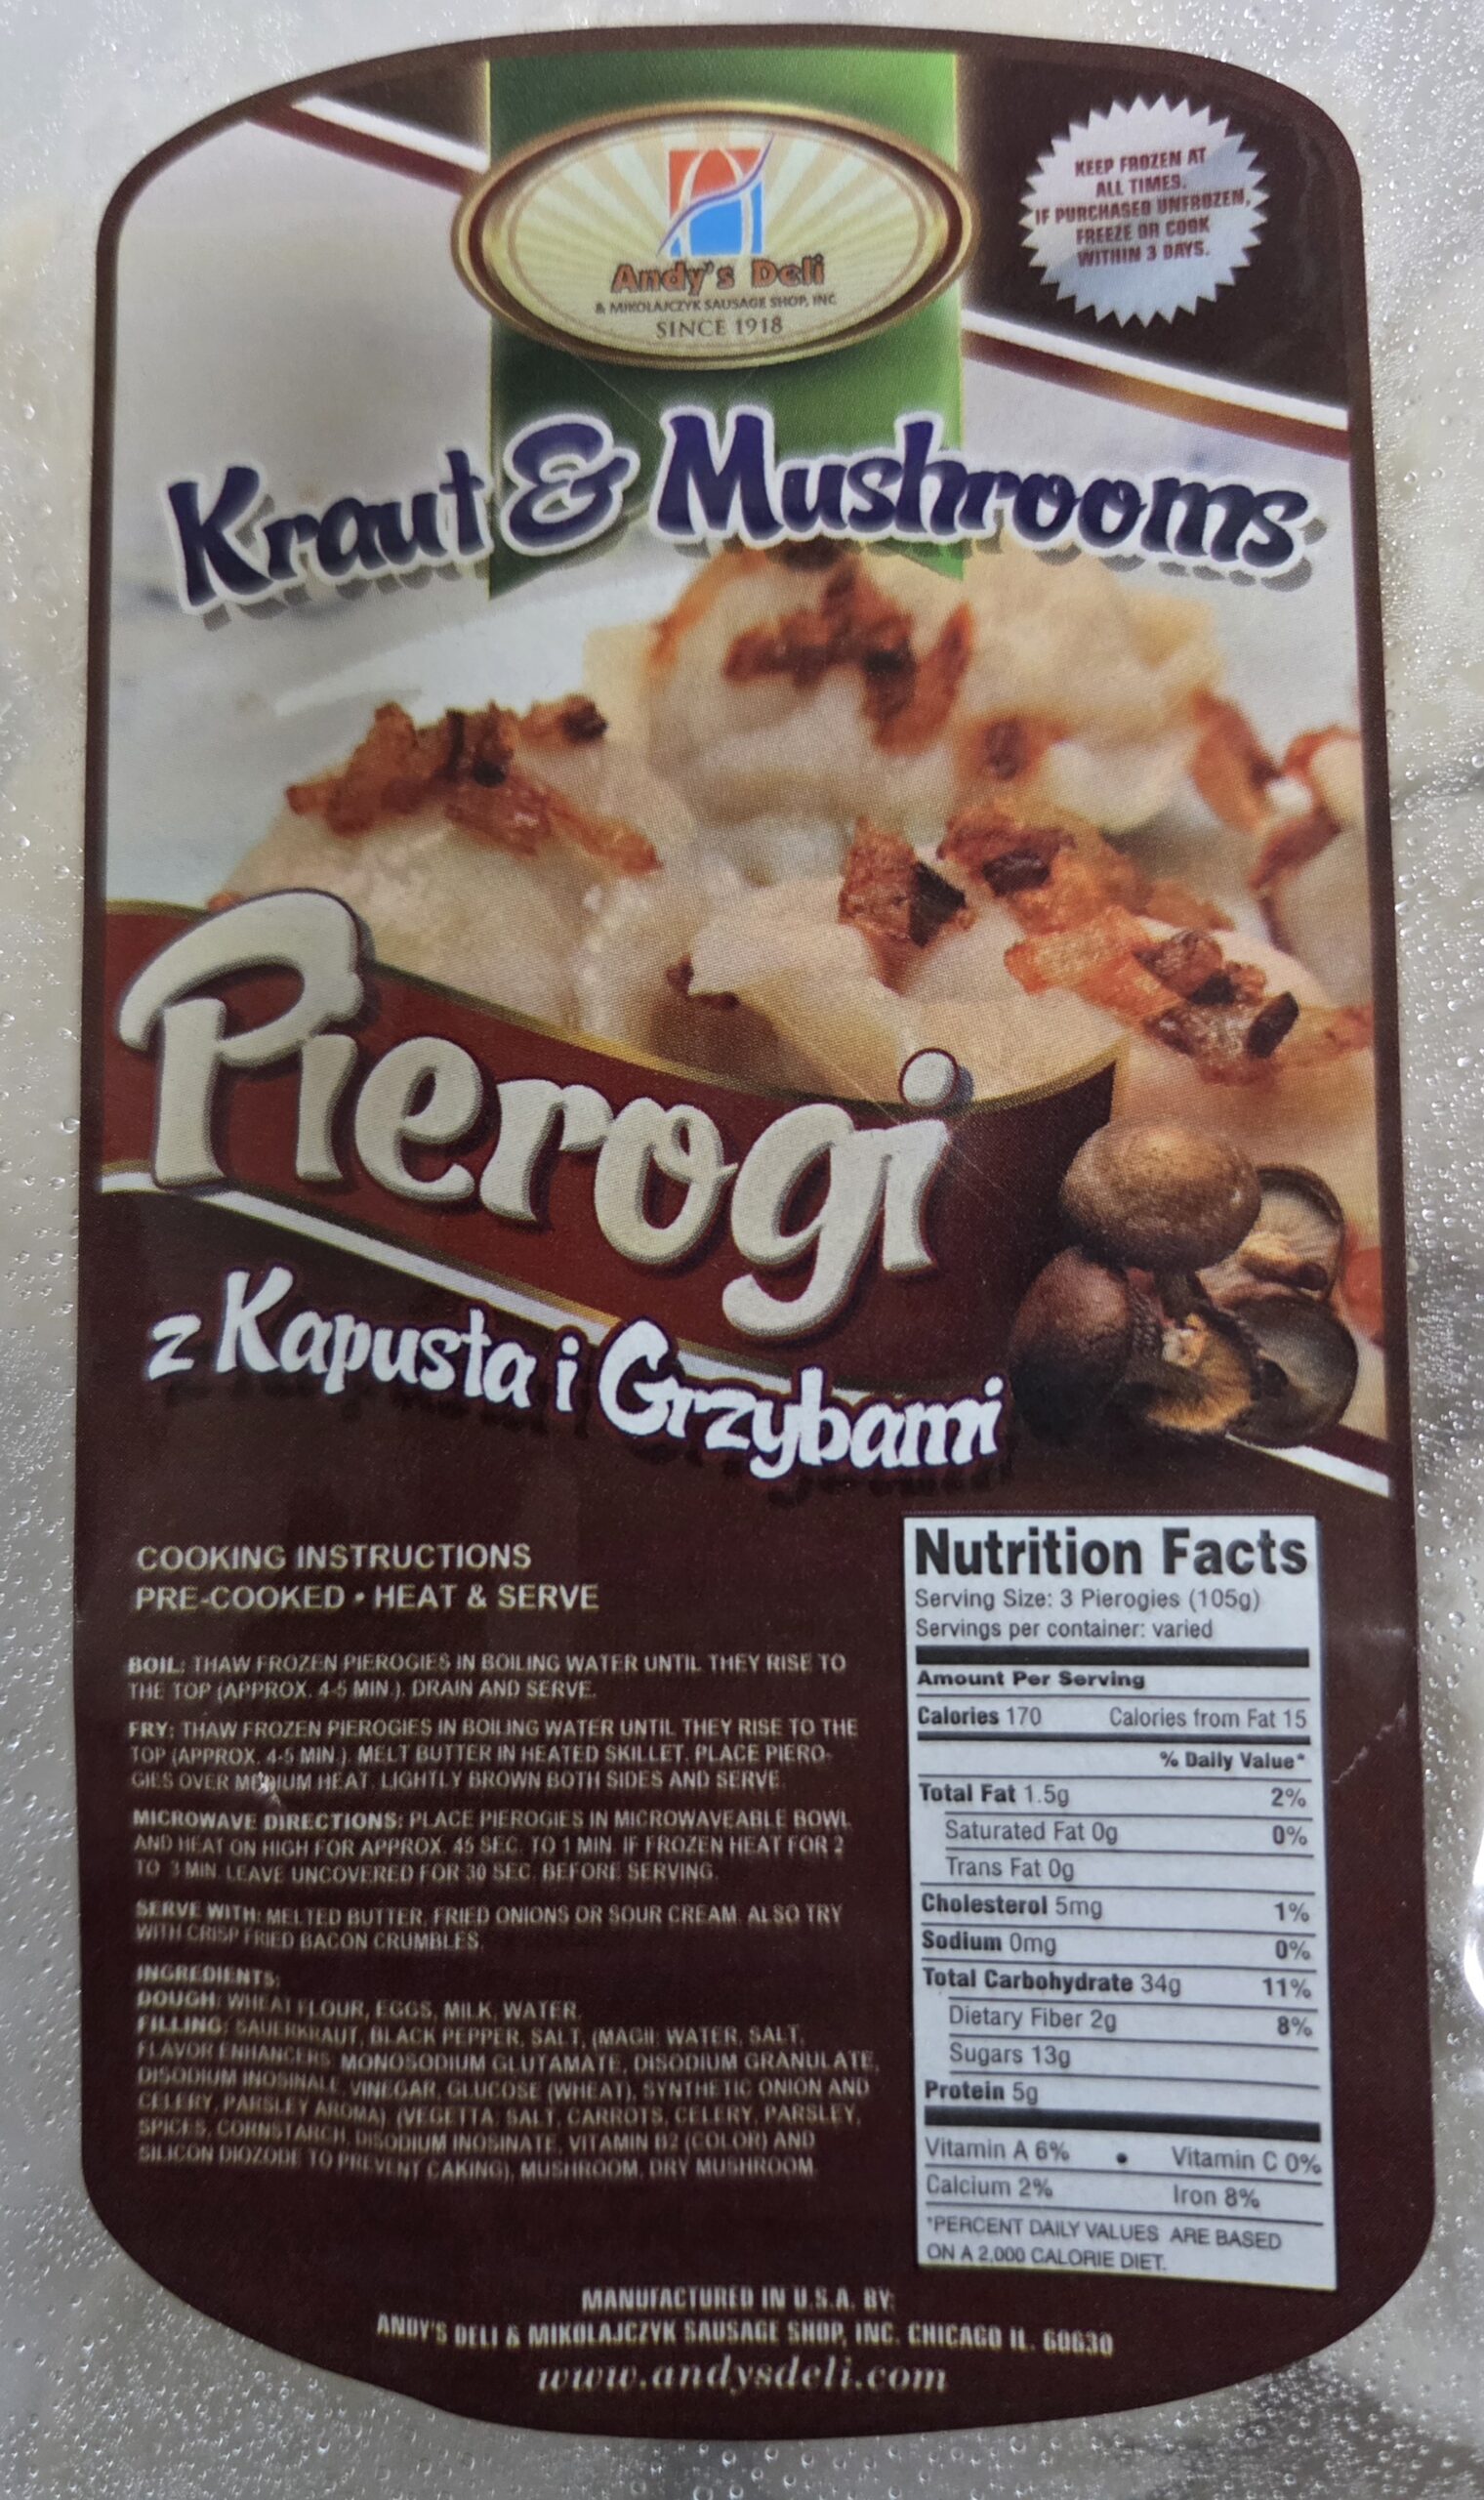 Andy's Deli
& MIKOLAJCZYK SAUSAGE SHOP, INC
SINCE 1918
KEEP FROZEN AT
ALL TIMES.
IF PURCHASED UNFROZEN,
FREEZE OR COOK
WITHIN 3 DAYS.
Kraut & Mushrooms
Pierogi
z Kapusta i Grzybami
COOKING INSTRUCTIONS
PRE-COOKED • HEAT & SERVE
BOIL: THAW FROZEN PIEROGIES IN BOILING WATER UNTIL THEY RISE TO
THE TOP (APPROX. 4-5 MIN.). DRAIN AND SERVE.
FRY: THAW FROZEN PIEROGIES IN BOILING WATER UNTIL THEY RISE TO THE
TOP (APPROX. 4-5 MIN.). MELT BUTTER IN HEATED SKILLET. PLACE PIERO-
GIES OVER MEDIUM HEAT. LIGHTLY BROWN BOTH SIDES AND SERVE.
MICROWAVE DIRECTIONS: PLACE PIEROGIES IN MICROWAVEABLE BOWL
AND HEAT ON HIGH FOR APPROX. 45 SEC. TO 1 MIN. IF FROZEN HEAT FOR 2
TO 3 MIN. LEAVE UNCOVERED FOR 30 SEC. BEFORE SERVING.
SERVE WITH: MELTED BUTTER, FRIED ONIONS OR SOUR CREAM. ALSO TRY
WITH CRISP FRIED BACON CRUMBLES.
INGREDIENTS:
DOUGH: WHEAT FLOUR, EGGS, MILK, WATER.
FILLING: SAUERKRAUT, BLACK PEPPER, SALT, (MAGII: WATER, SALT,
FLAVOR ENHANCERS MONOSODIUM GLUTAMATE, DISODIUM GRANULATE,
DISODIUM INOSINALE, VINEGAR, GLUCOSE (WHEAT), SYNTHETIC ONION AND
CELERY, PARSLEY AROMA) (VEGETTA: SALT, CARROTS, CELERY, PARSLEY,
SPICES, CORNSTARCH, DISODIUM INOSINATE, VITAMIN B2 (COLOR) AND
SILICON DIOZODE TO PREVENT CAKING), MUSHROOM, DRY MUSHROOM
Nutrition Facts
Serving Size: 3 Pierogies (105g)
Servings per container: varied
Amount Per Serving
Calories 170 Calories from Fat 15
% Daily Value*
Total Fat 1.5g 2%
Saturated Fat 0g 0%
Trans Fat 0g
Cholesterol 5mg 1%
Sodium 0mg 0%
Total Carbohydrate 34g 11%
Dietary Fiber 2g 8%
Sugars 13g
Protein 5g
Vitamin A 6% • Vitamin C 0%
Calcium 2% Iron 8%
*PERCENT DAILY VALUES ARE BASED
ON A 2,000 CALORIE DIET.
MANUFACTURED IN U.S.A. BY:
ANDY'S DELI & MIKOLAJCZYK SAUSAGE SHOP, INC. CHICAGO IL. 60630
www.andysdeli.com